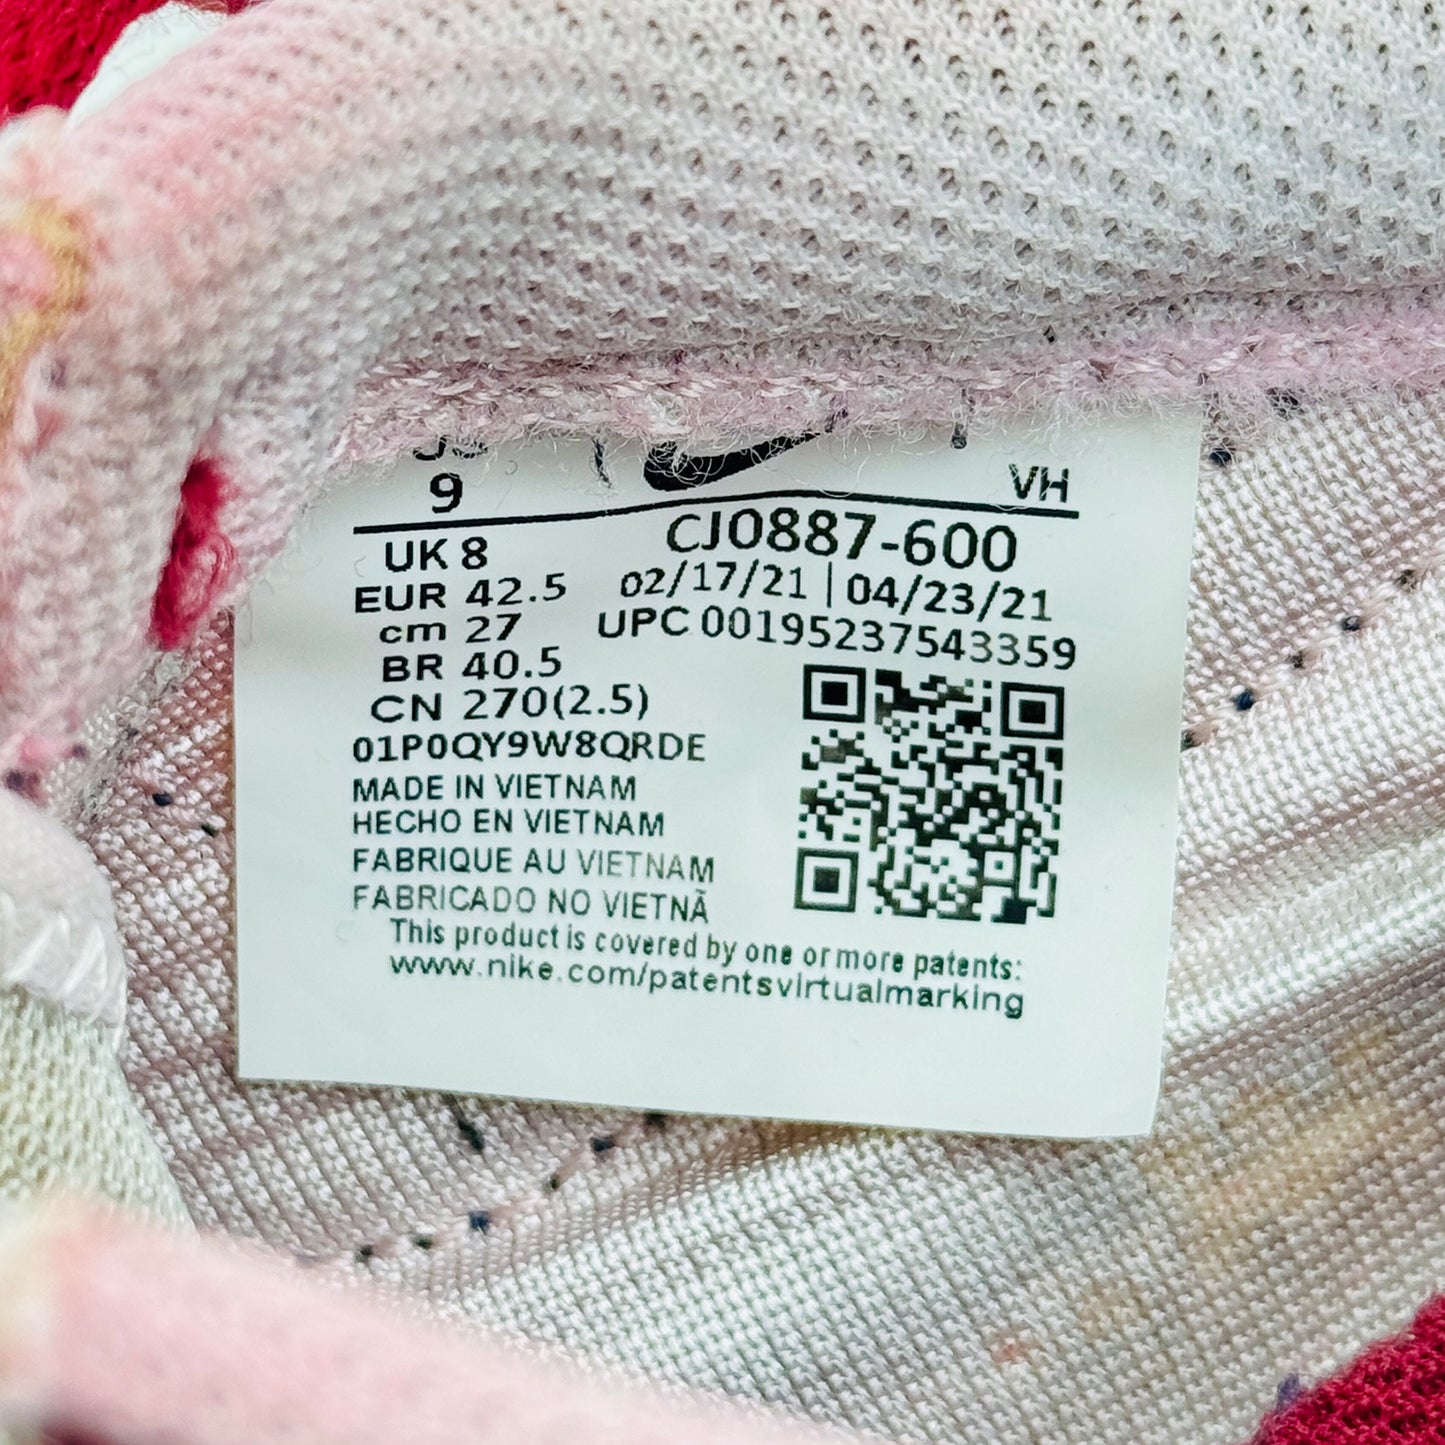 9
VH
UK 8
CJ0887-600
EUR 42.5
02/17/21 | 04/23/21
cm 27
UPC 00195237543359
BR 40.5
CN 270(2.5)
01P0QY9W8QRDE
MADE IN VIETNAM
HECHO EN VIETNAM
FABRIQUE AU VIETNAM
FABRICADO NO VIETNÃ
This product is covered by one or more patents:
www.nike.com/patentsvirtualmarking